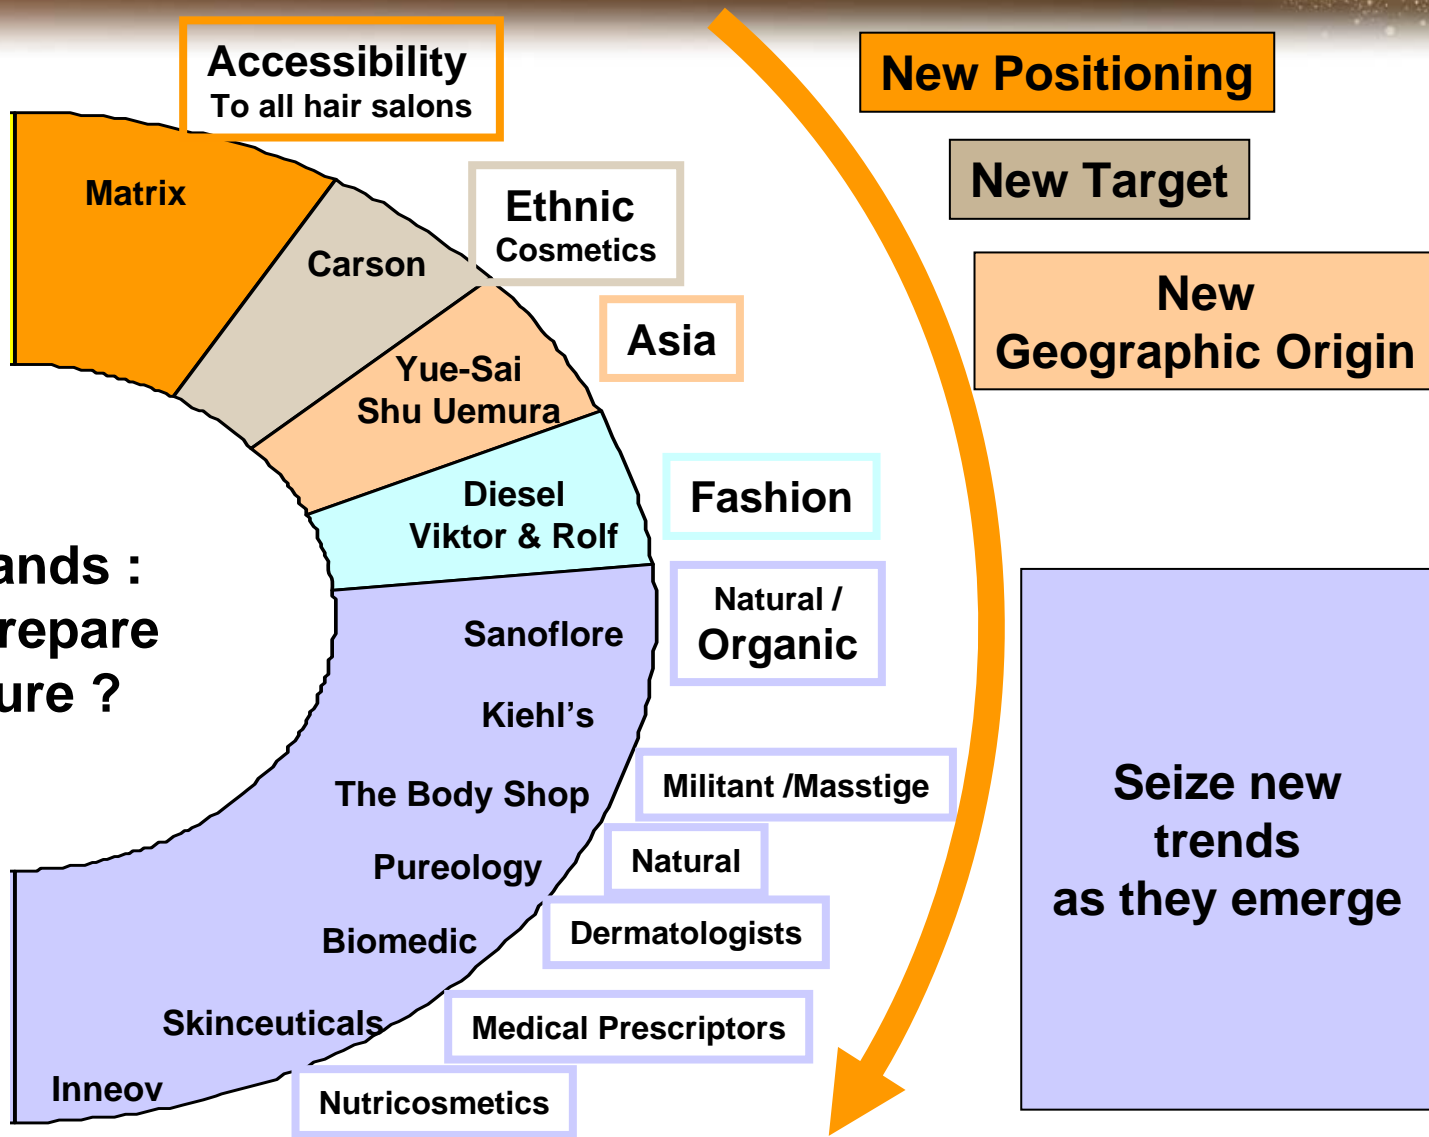 Accessibility
To all hair salons
New Positioning
Matrix
New Target
Ethnic
Cosmetics
Carson
New
Geographic Origin
Asia
Yue-Sai
Shu Uemura
Fashion
Diesel
Viktor & Rolf
ands :
repare
ure ?
Natural /
Organic
Sanoflore
Kiehl's
Militant /Masstige
The Body Shop
Seize new
trends
as they emerge
Natural
Pureology
Dermatologists
Biomedic
Medical Prescriptors
Skinceuticals
Inneov
Nutricosmetics